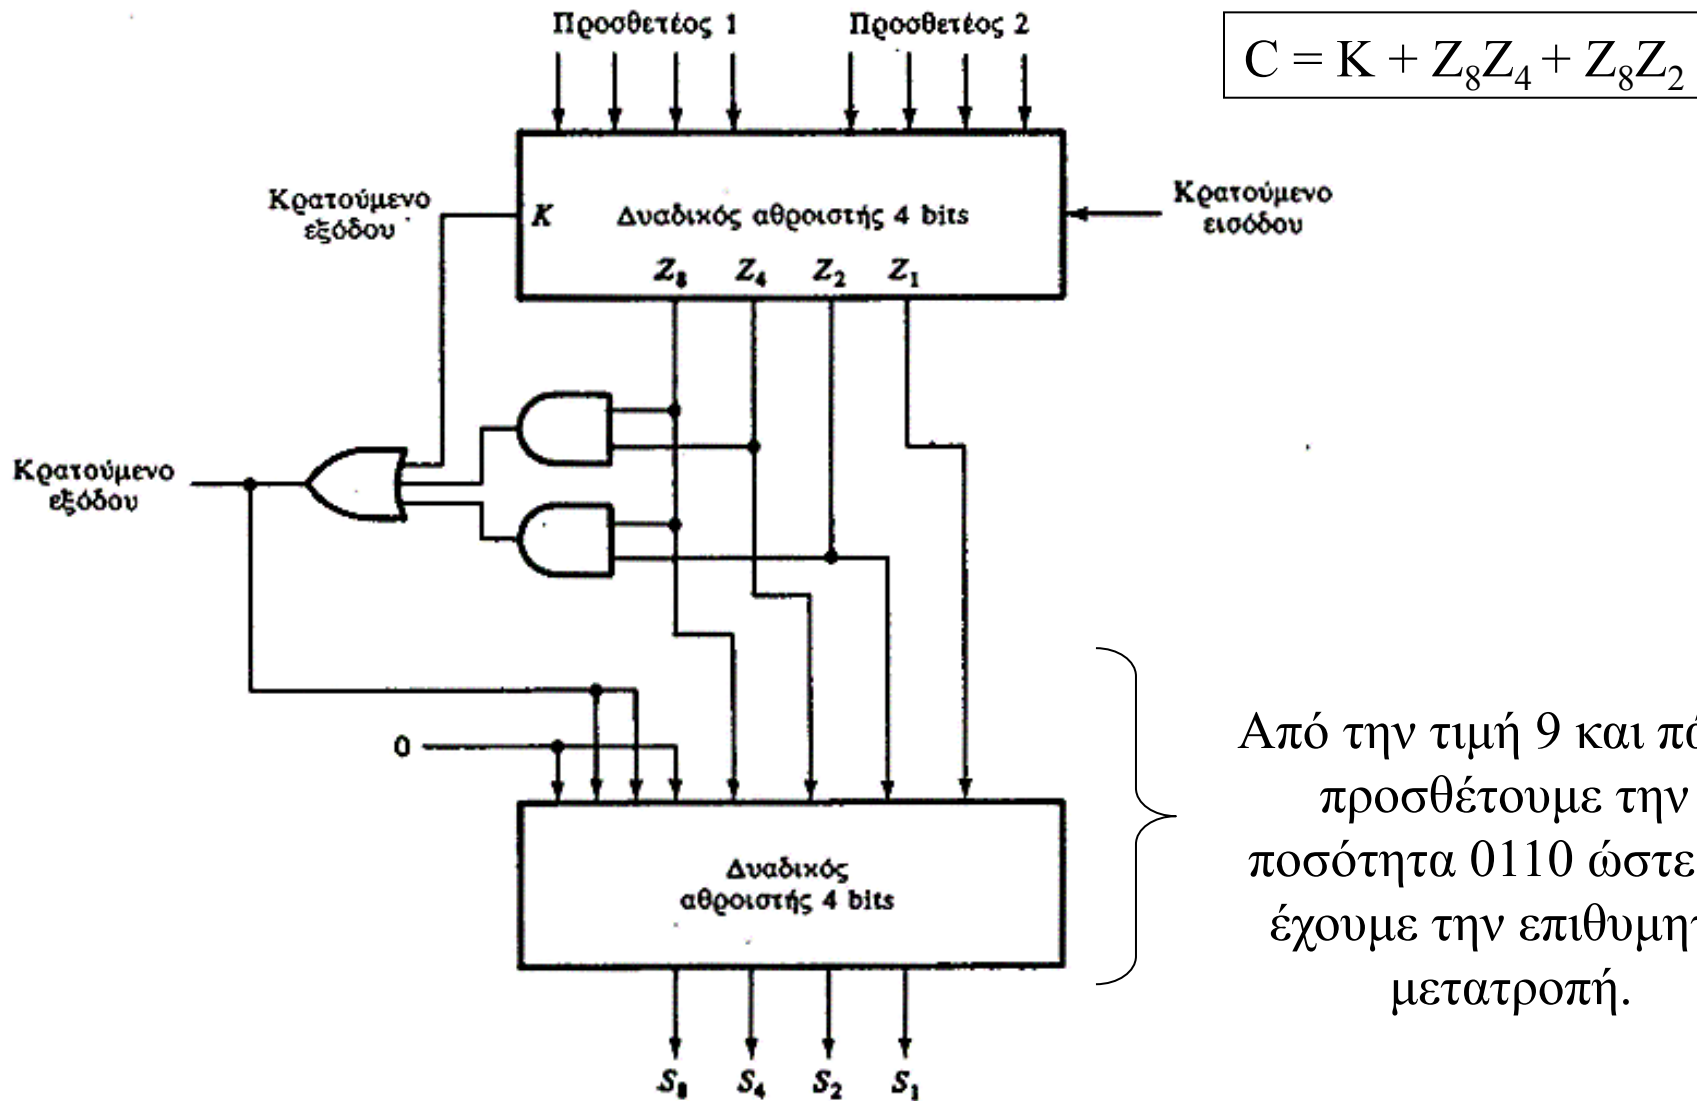 Προσθετέος 1
Προσθετέος 2
C = K + Z₈Z₄ + Z₈Z₂
Κρατούμενο
εξόδου
K
Δυαδικός αθροιστής 4 bits
Κρατούμενο
εισόδου
Z₈ Z₄ Z₂ Z₁
Κρατούμενο
εξόδου
0
Από την τιμή 9 και
προσθέτουμε την
ποσότητα 0110 ώστε
έχουμε την
μετατροπή.
Δυαδικός
αθροιστής 4 bits
S₈ S₄ S₂ S₁